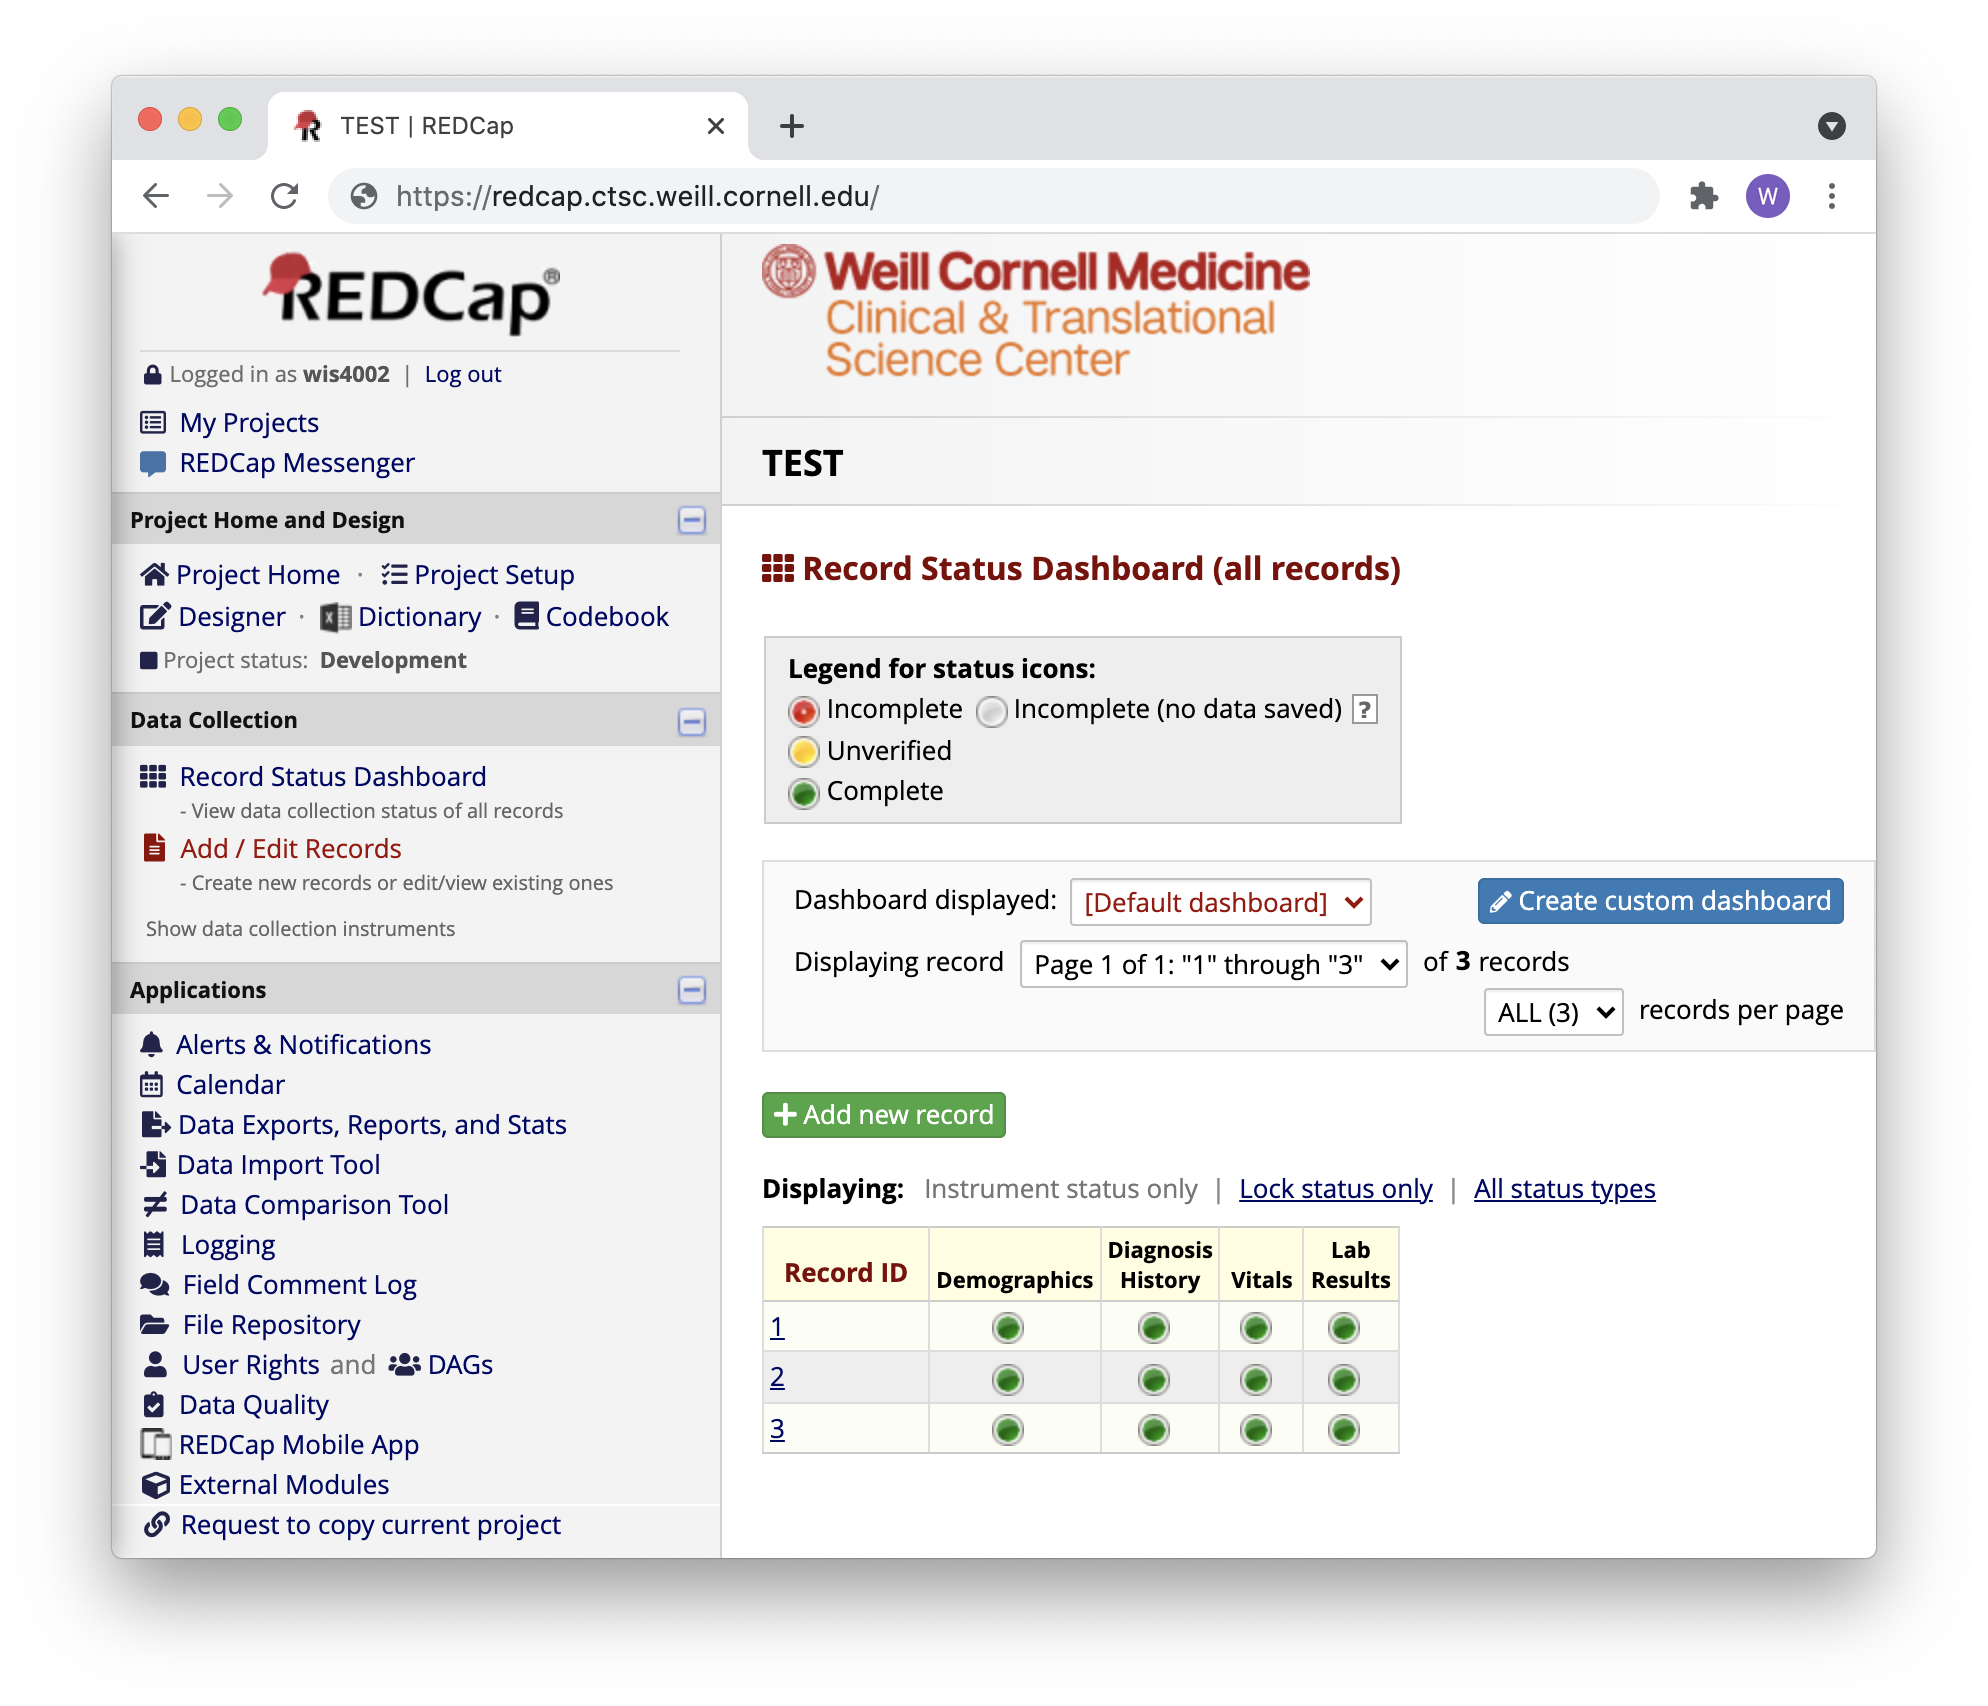 TEST | REDCap
https://redcap.ctsc.weill.cornell.edu/
W
REDCap®
Logged in as wis4002 | Log out
My Projects
REDCap Messenger
Project Home and Design
Project Home · Project Setup
Designer · Dictionary · Codebook
Project status: Development
Data Collection
Record Status Dashboard
- View data collection status of all records
Add / Edit Records
- Create new records or edit/view existing ones
Show data collection instruments
Applications
Alerts & Notifications
Calendar
Data Exports, Reports, and Stats
Data Import Tool
Data Comparison Tool
Logging
Field Comment Log
File Repository
User Rights and DAGs
Data Quality
REDCap Mobile App
External Modules
Request to copy current project
Weill Cornell Medicine
Clinical & Translational
Science Center
TEST
Record Status Dashboard (all records)
Legend for status icons:
Incomplete Incomplete (no data saved) ?
Unverified
Complete
Dashboard displayed: [Default dashboard] Create custom dashboard
Displaying record Page 1 of 1: "1" through "3" of 3 records
ALL (3) records per page
Add new record
Displaying: Instrument status only | Lock status only | All status types
Record ID Demographics Diagnosis History Vitals Lab Results
1
2
3